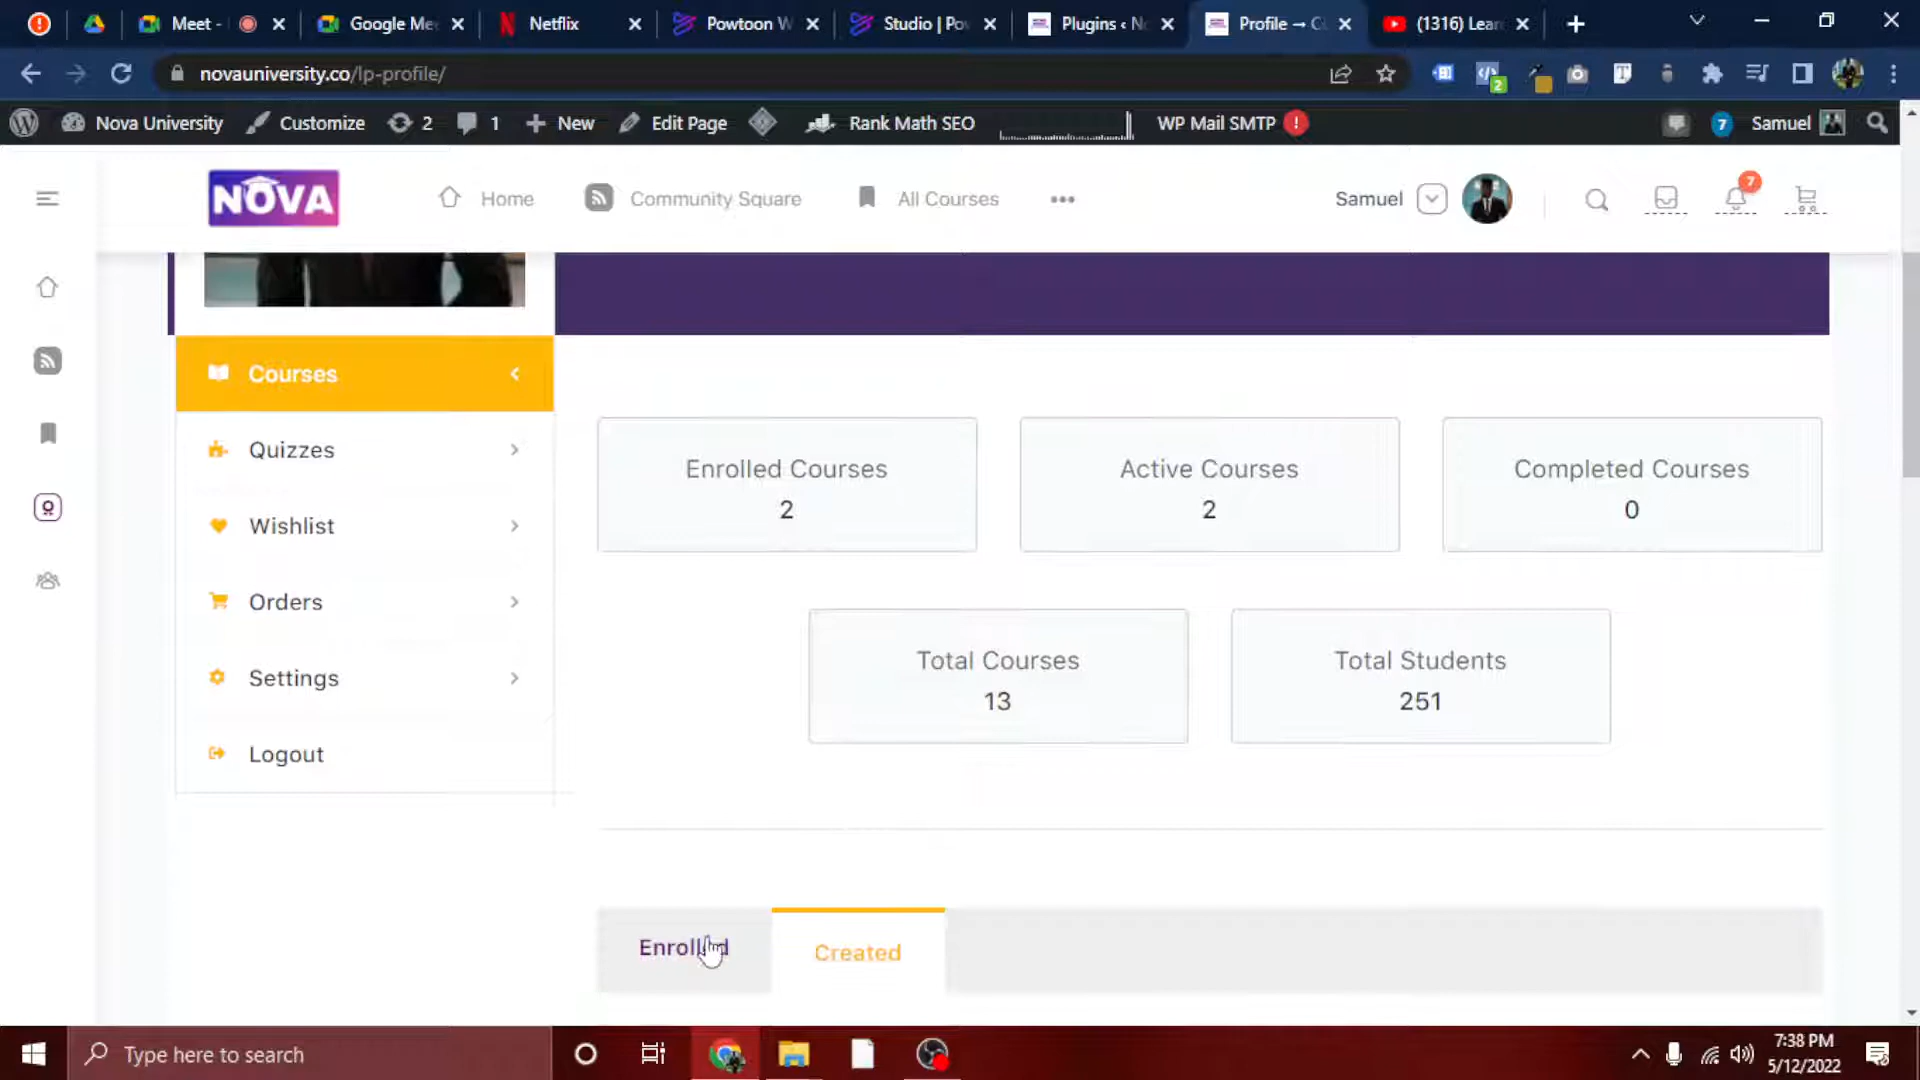 Meet -
Google Me
Netflix
Powtoon W
Studio | Pow
Plugins ‹ No
Profile → C
(1316) Lear
novauniversity.co/lp-profile/
Nova University
Customize
2
1
New
Edit Page
Rank Math SEO
WP Mail SMTP
!
7
Samuel
NOVA
Home
Community Square
All Courses
Samuel
7
Courses
Quizzes
Wishlist
Orders
Settings
Logout
Enrolled Courses
2
Active Courses
2
Completed Courses
0
Total Courses
13
Total Students
251
Enrolled
Created
Type here to search
7:38 PM
5/12/2022